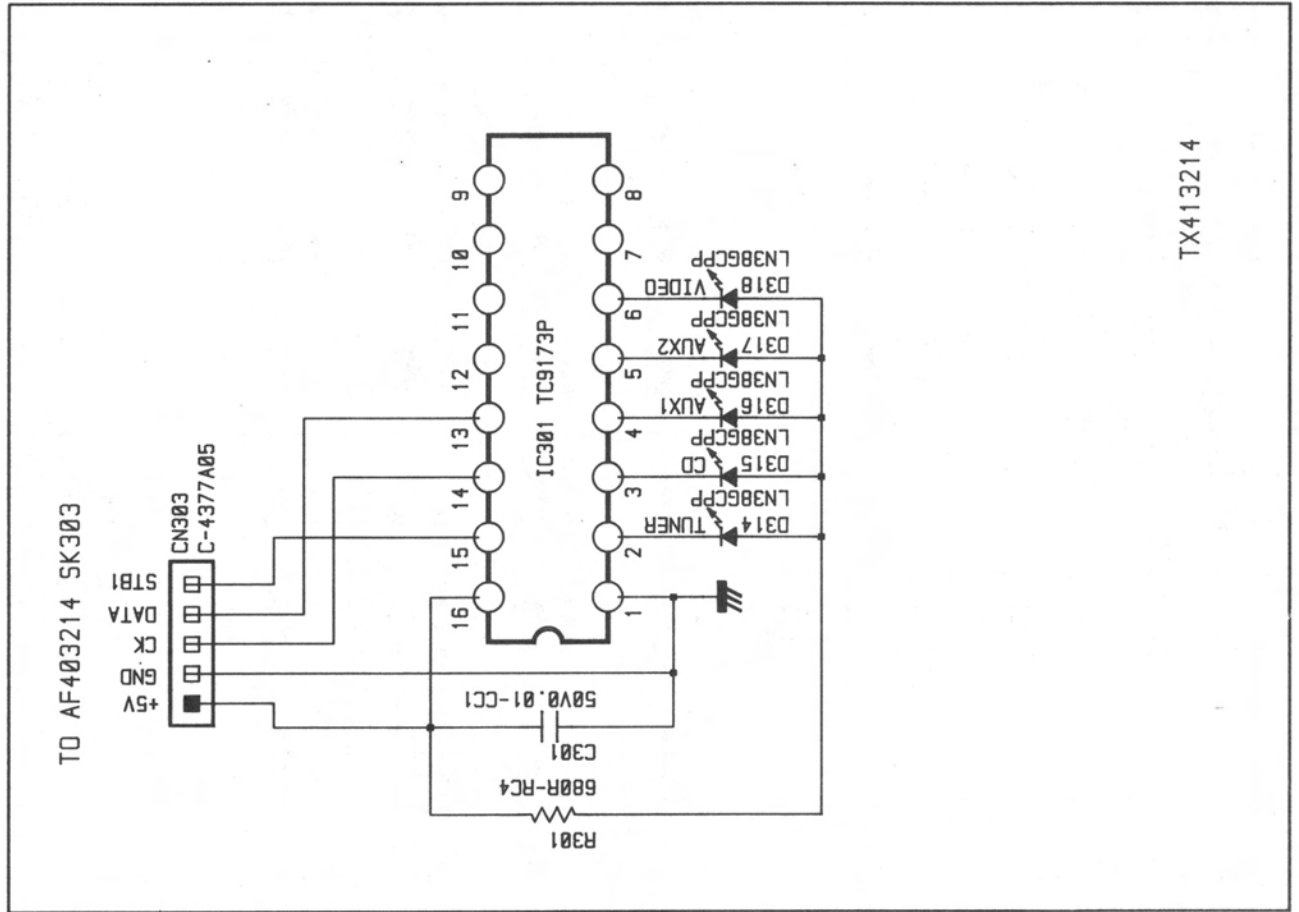 TO AF403214 SK303
CN303
C-4377A05
STB1
DATA
CK
GND
+5V
9
10
11
12
13
14
15
16
IC301 TC9173P
8
7
6
5
4
3
2
1
VIDEO
D318
LN38GCPP
AUX2
D317
LN38GCPP
AUX1
D316
LN38GCPP
CD
D315
LN38GCPP
TUNER
D314
LN38GCPP
50V0.01-CC1
C301
680R-RC4
R301
TX413214